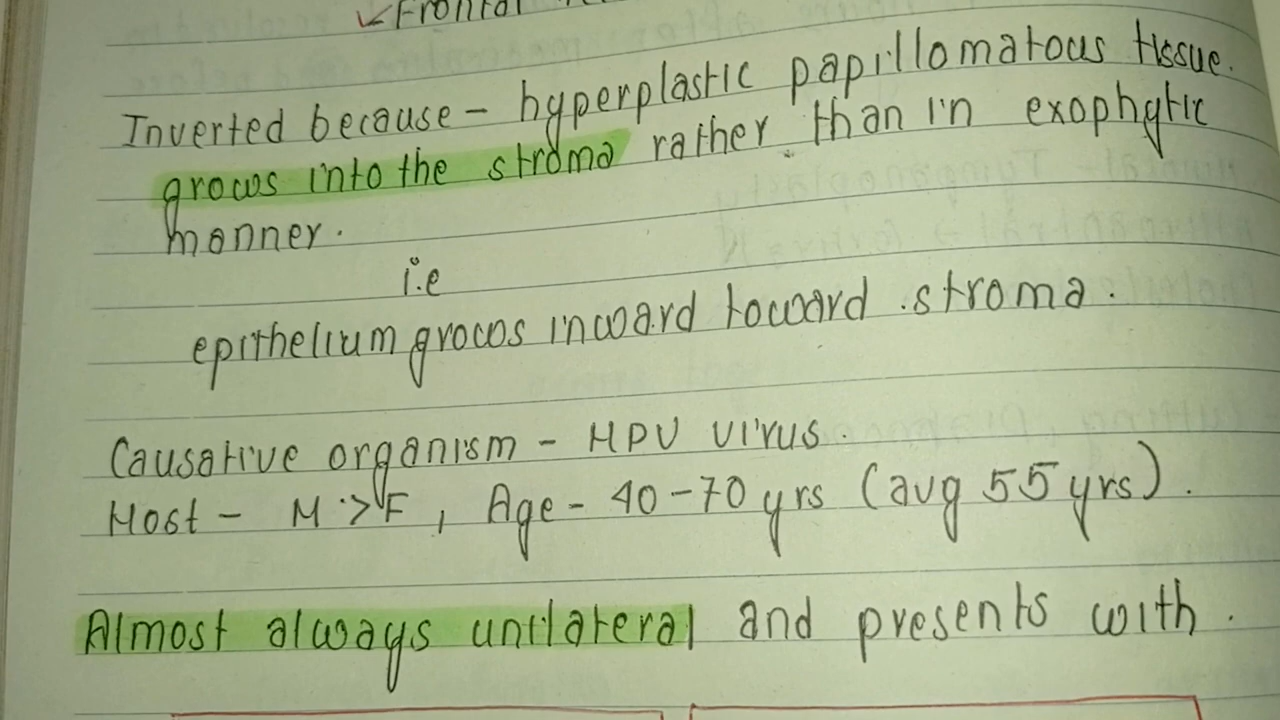 ✓Frontal
Inverted because - hyperplastic papillomatous tissue.
grows into the stroma rather than in exophytic
manner.
i.e
epithelium grows inward toward stroma.
Causative organism - HPV virus.
Host - M > F, Age - 40-70 yrs (avg 55 yrs).
Almost always unilateral and presents with.